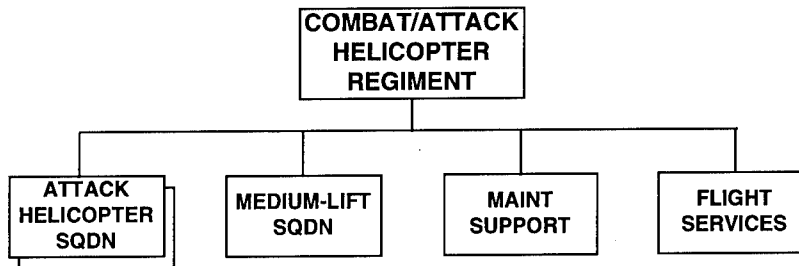 COMBAT/ATTACK
HELICOPTER
REGIMENT
ATTACK
HELICOPTER
SQDN
MEDIUM-LIFT
SQDN
MAINT
SUPPORT
FLIGHT
SERVICES